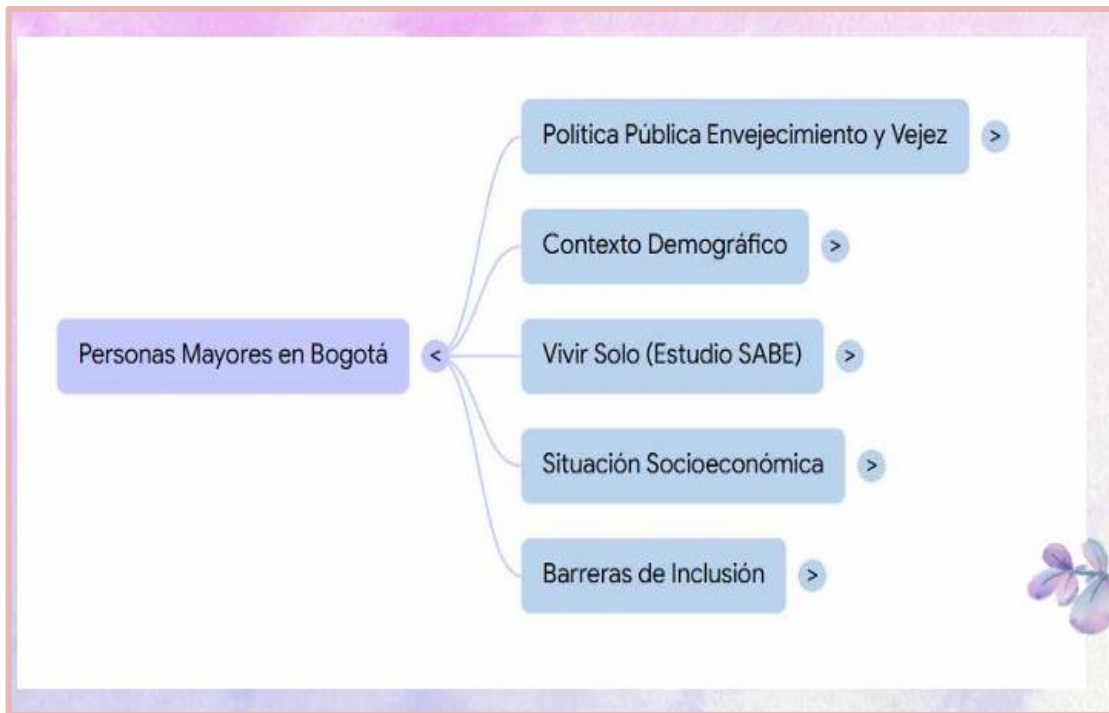 Política Pública Envejecimiento y Vejez >
Contexto Demográfico >
Personas Mayores en Bogotá <
Vivir Solo (Estudio SABE) >
Situación Socioeconómica >
Barreras de Inclusión >